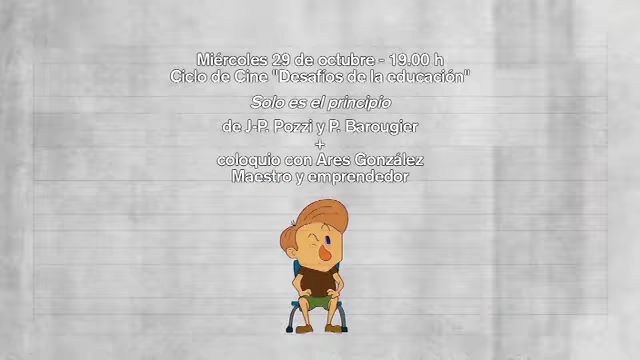 Miércoles 29 de octubre - 19.00 h
Ciclo de Cine "Desafíos de la educación"
Solo es el principio
de J-P. Pozzi y P. Barougier
+
coloquio con Ares González
Maestro y emprendedor